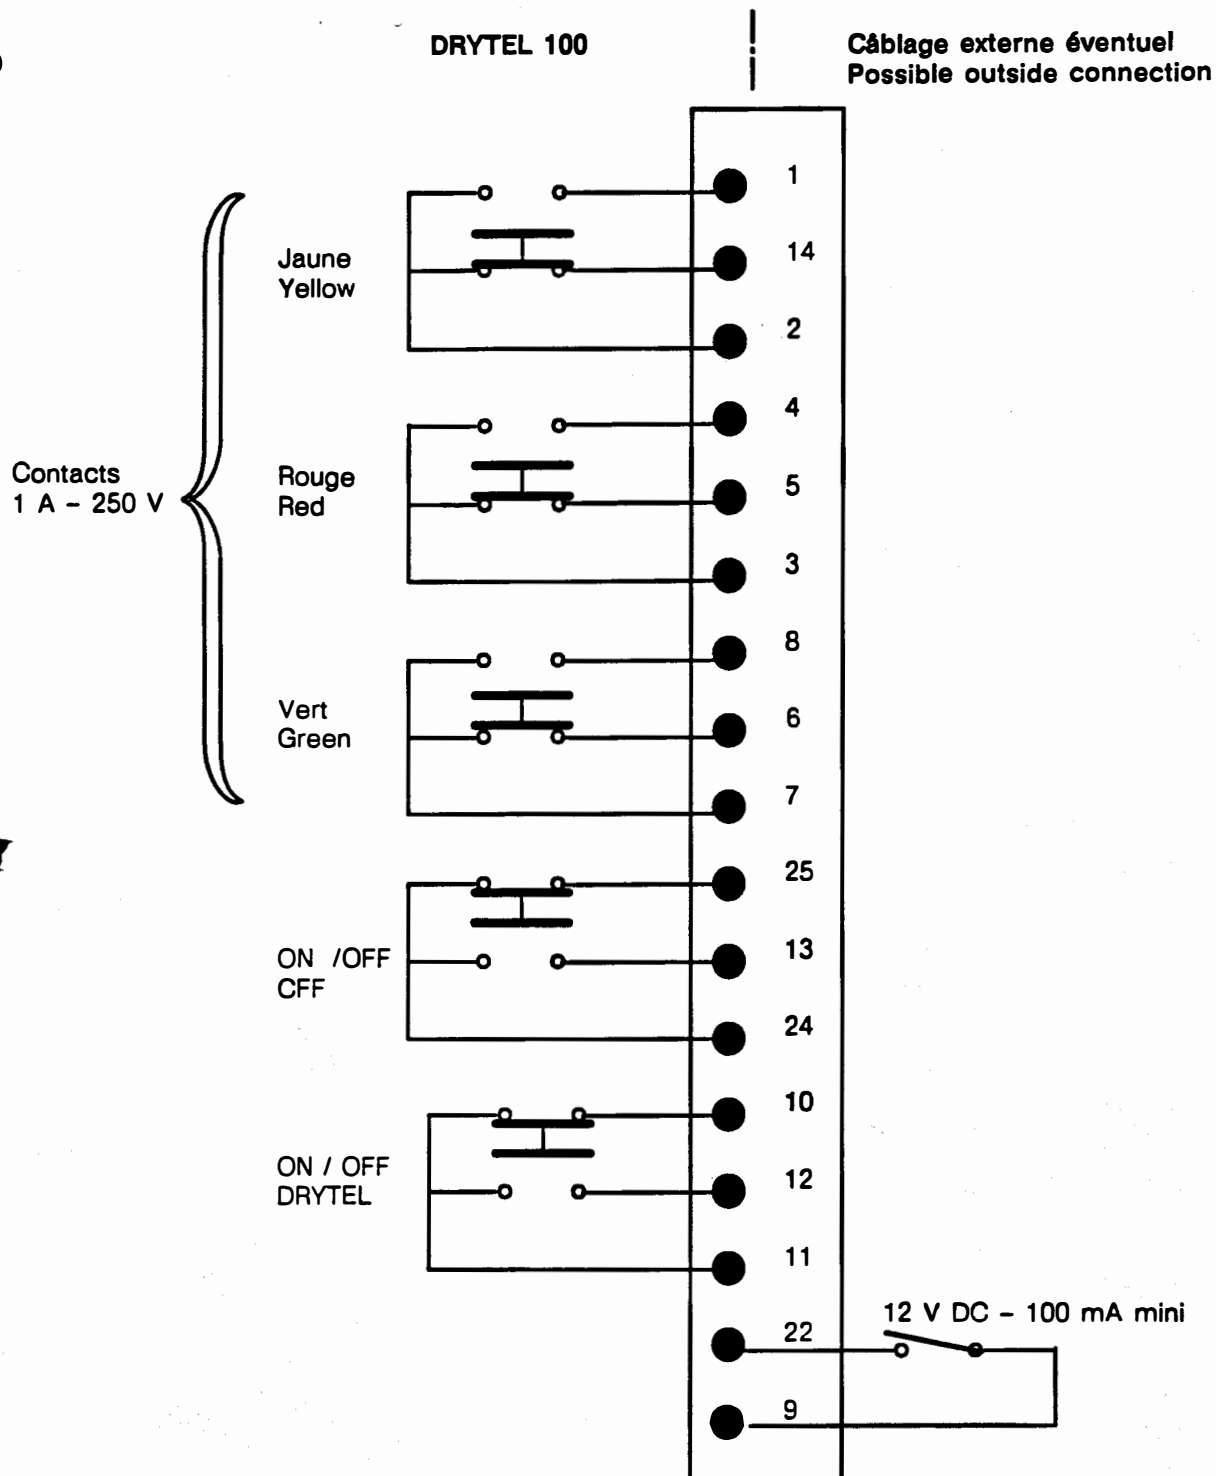 DRYTEL 100
Câblage externe éventuel
Possible outside connection
1
14
2
4
5
3
8
6
7
25
13
24
10
12
11
22
9
Jaune
Yellow
Contacts
1 A – 250 V
Rouge
Red
Vert
Green
ON /OFF
CFF
ON / OFF
DRYTEL
12 V DC – 100 mA mini